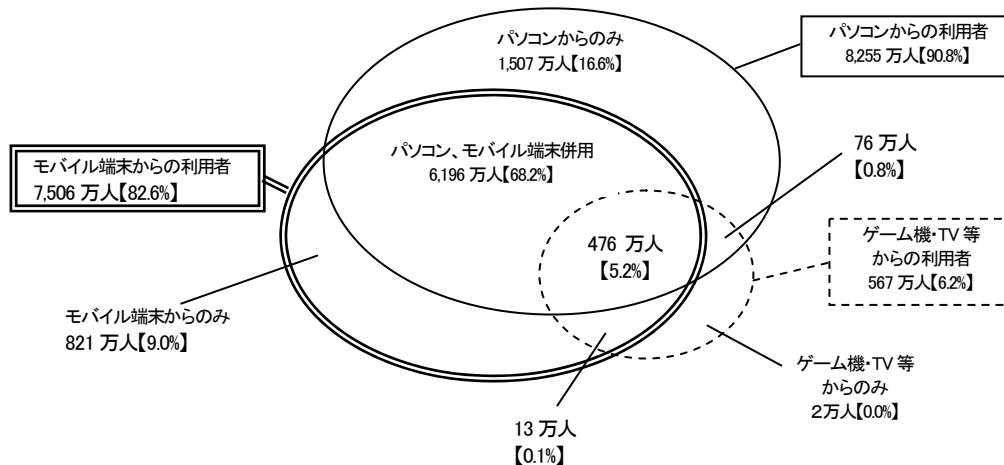 パソコンからのみ
1,507 万人【16.6%】
パソコンからの利用者
8,255 万人【90.8%】
モバイル端末からの利用者
7,506 万人【82.6%】
パソコン、モバイル端末併用
6,196 万人【68.2%】
76 万人
【0.8%】
476 万人
【5.2%】
ゲーム機・TV 等
からの利用者
567 万人【6.2%】
モバイル端末からのみ
821 万人【9.0%】
ゲーム機・TV 等
からのみ
2万人【0.0%】
13 万人
【0.1%】